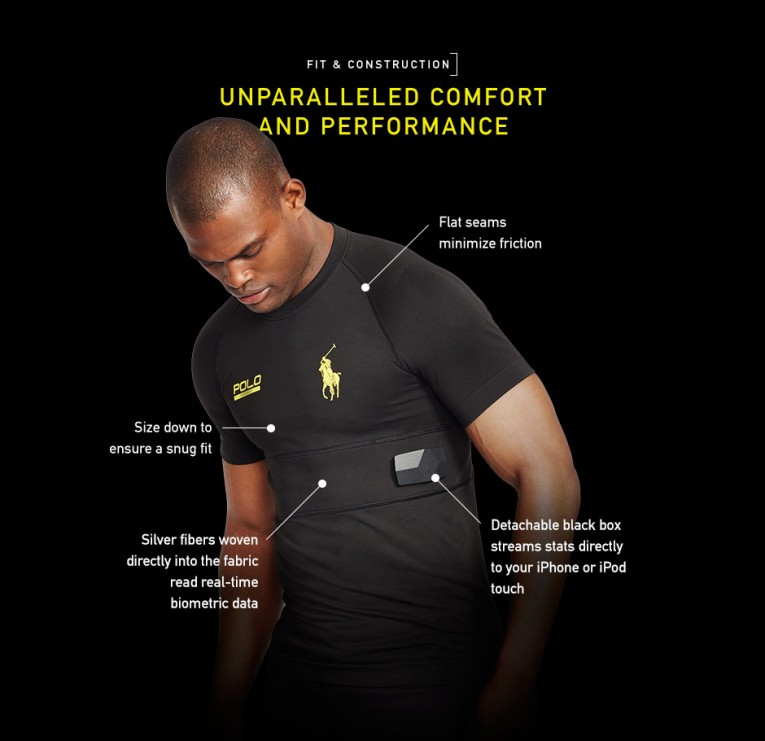 FIT & CONSTRUCTION
UNPARALLELED COMFORT
AND PERFORMANCE
Flat seams
minimize friction
POLO
Size down to
ensure a snug fit
Silver fibers woven
directly into the fabric
read real-time
biometric data
Detachable black box
streams stats directly
to your iPhone or iPod
touch